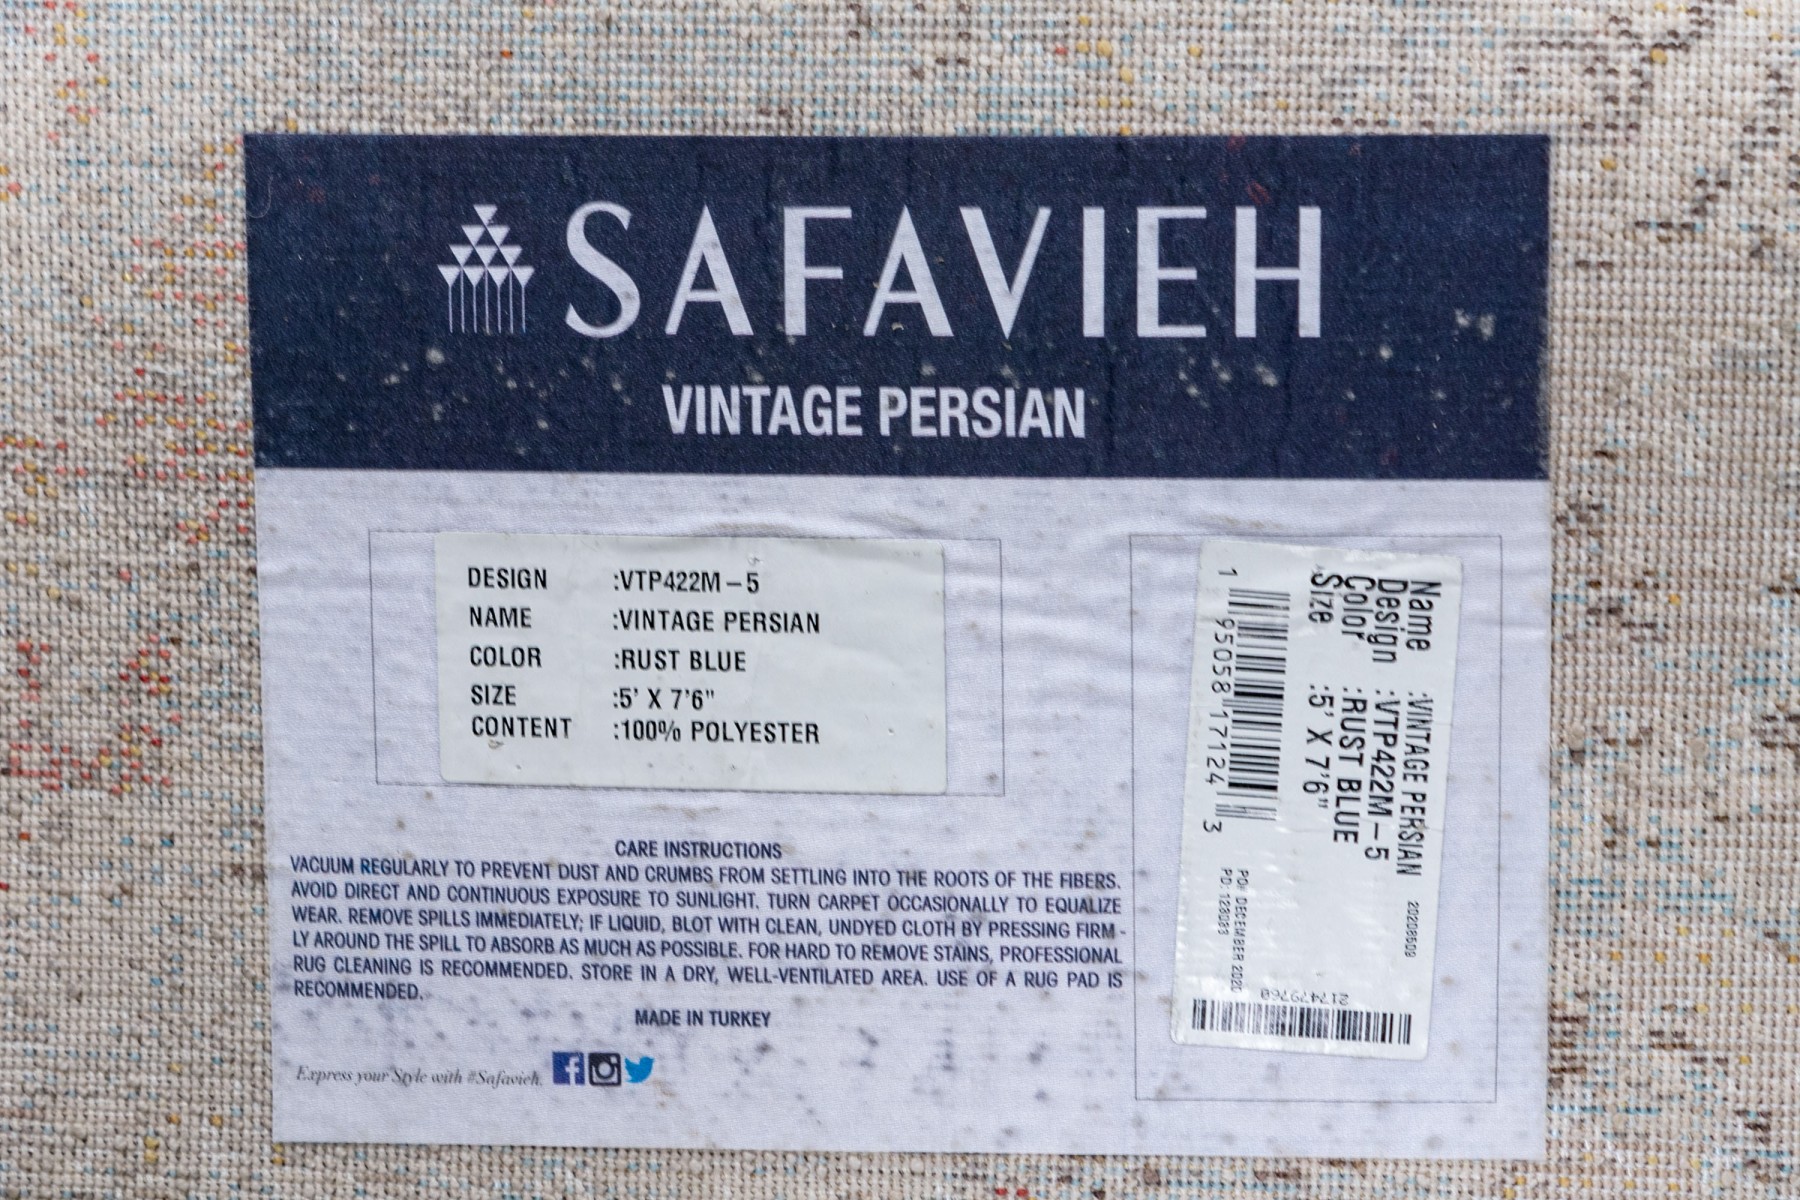 SAFAVIEH
VINTAGE PERSIAN
DESIGN :VTP422M-5
NAME :VINTAGE PERSIAN
COLOR :RUST BLUE
SIZE :5' X 7'6"
CONTENT :100% POLYESTER
CARE INSTRUCTIONS
VACUUM REGULARLY TO PREVENT DUST AND CRUMBS FROM SETTLING INTO THE ROOTS OF THE FIBERS.
AVOID DIRECT AND CONTINUOUS EXPOSURE TO SUNLIGHT. TURN CARPET OCCASIONALLY TO EQUALIZE
WEAR. REMOVE SPILLS IMMEDIATELY; IF LIQUID, BLOT WITH CLEAN, UNDYED CLOTH BY PRESSING FIRM -
LY AROUND THE SPILL TO ABSORB AS MUCH AS POSSIBLE. FOR HARD TO REMOVE STAINS, PROFESSIONAL
RUG CLEANING IS RECOMMENDED. STORE IN A DRY, WELL-VENTILATED AREA. USE OF A RUG PAD IS
RECOMMENDED.
MADE IN TURKEY
Express your Style with #Safavieh.
Name :VINTAGE PERSIAN
Design :VTP422M-5
Color :RUST BLUE
Size :5' X 7'6"
1 95058 17124 3
20208509
DECEMBER 2020
PO: 128083
217479760